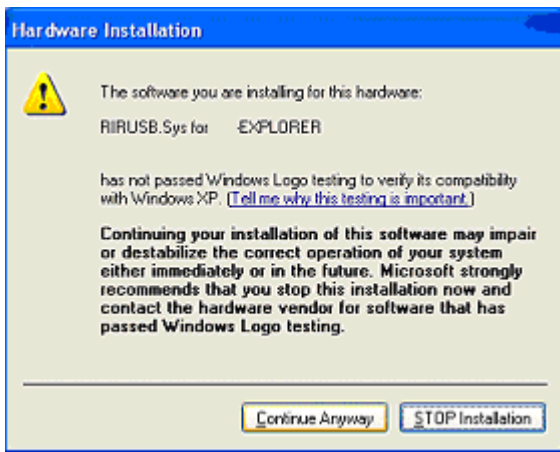 Hardware Installation
The software you are installing for this hardware:
RIRUSB.Sys for -EXPLORER
has not passed Windows Logo testing to verify its compatibility
with Windows XP. (Tell me why this testing is important.)
Continuing your installation of this software may impair
or destabilize the correct operation of your system
either immediately or in the future. Microsoft strongly
recommends that you stop this installation now and
contact the hardware vendor for software that has
passed Windows Logo testing.
Continue Anyway
STOP Installation